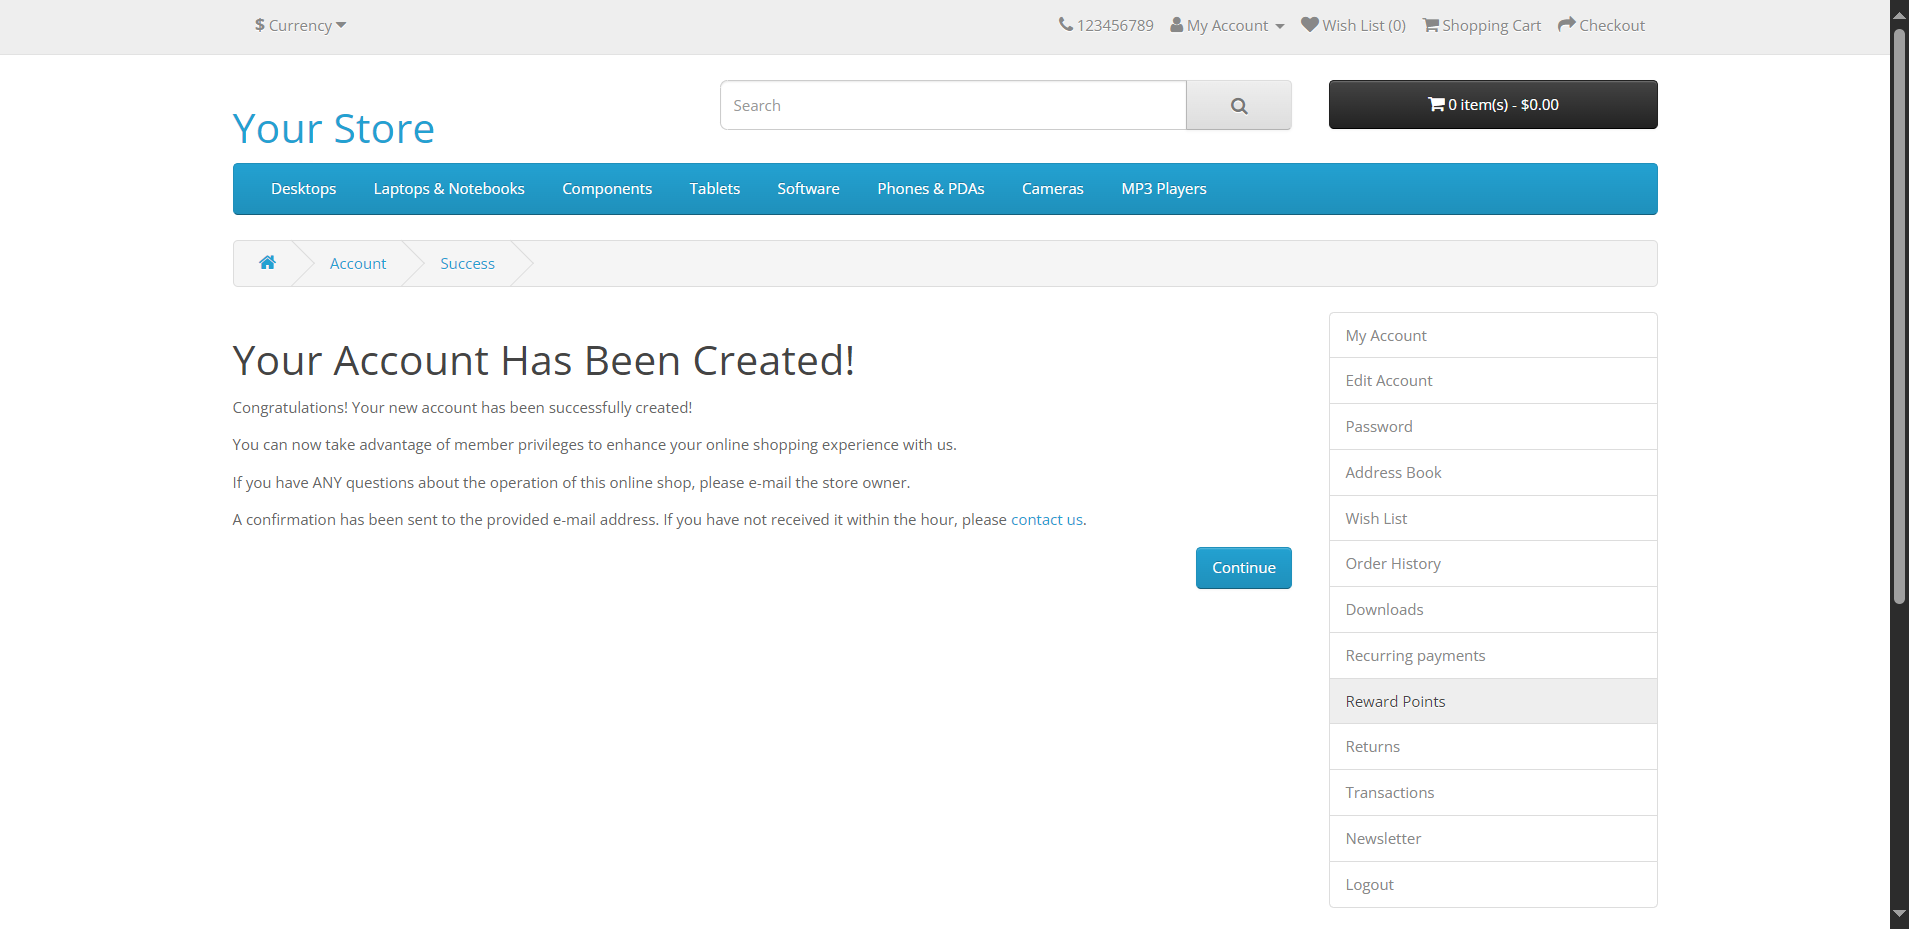 $ Currency
123456789 My Account Wish List (0) Shopping Cart Checkout
Your Store
Search
0 item(s) - $0.00
Desktops Laptops & Notebooks Components Tablets Software Phones & PDAs Cameras MP3 Players
Account Success
Your Account Has Been Created!
Congratulations! Your new account has been successfully created!
You can now take advantage of member privileges to enhance your online shopping experience with us.
If you have ANY questions about the operation of this online shop, please e-mail the store owner.
A confirmation has been sent to the provided e-mail address. If you have not received it within the hour, please contact us.
Continue
My Account
Edit Account
Password
Address Book
Wish List
Order History
Downloads
Recurring payments
Reward Points
Returns
Transactions
Newsletter
Logout